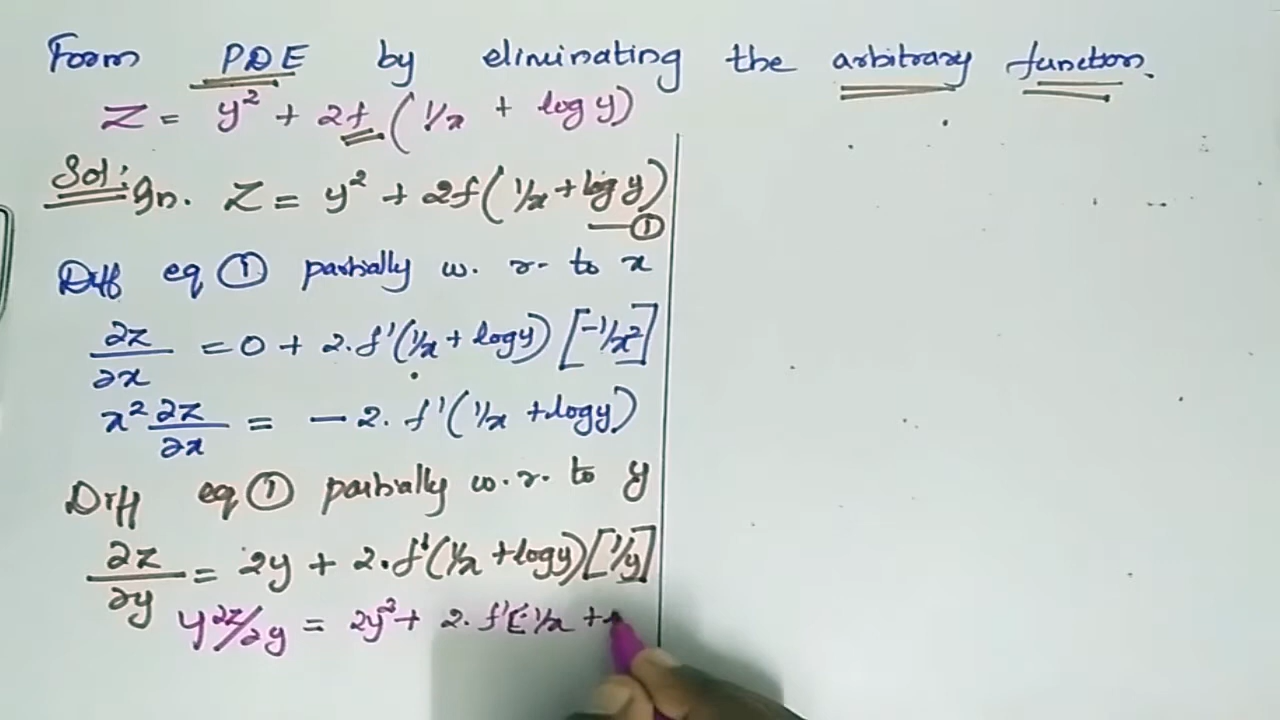 Form PDE by eliminating the arbitrary function.
Z = y² + 2f (1/x + log y)
Sol: Gn. Z = y² + 2f(1/x + log y)
— ①
Diff eq ① partially w. r. to x
∂z/∂x = 0 + 2.f'(1/x + logy) [-1/x²]
x² ∂z/∂x = - 2. f'(1/x + logy)
Diff eq ① partially w.r. to y
∂z/∂y = 2y + 2.f'(1/x + logy)[1/y]
y ∂z/∂y = 2y² + 2. f'[1/x +